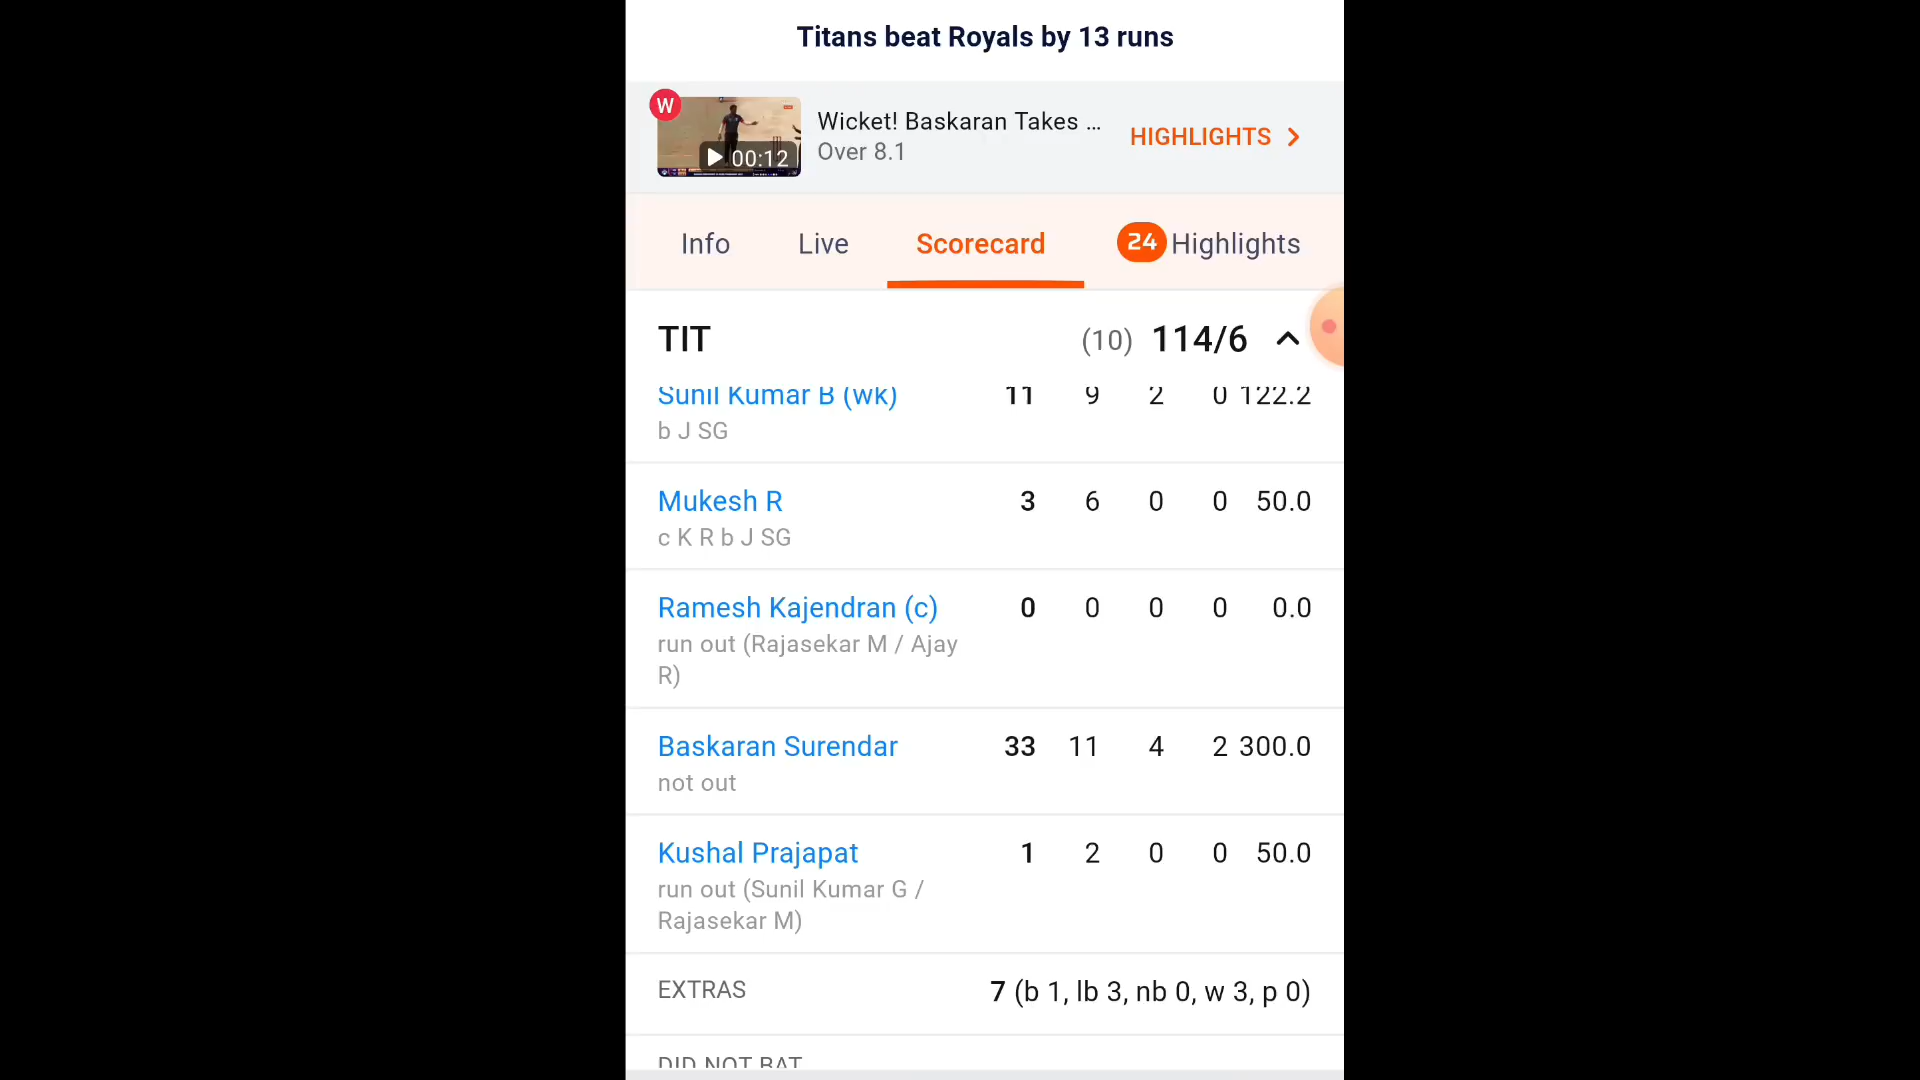 Titans beat Royals by 13 runs
W
00:12
Wicket! Baskaran Takes ...
Over 8.1
HIGHLIGHTS
Info Live Scorecard 24 Highlights
TIT (10) 114/6
Sunil Kumar B (wk) 11 9 2 0 122.2
b J SG
Mukesh R 3 6 0 0 50.0
c K R b J SG
Ramesh Kajendran (c) 0 0 0 0 0.0
run out (Rajasekar M / Ajay
R)
Baskaran Surendar 33 11 4 2 300.0
not out
Kushal Prajapat 1 2 0 0 50.0
run out (Sunil Kumar G /
Rajasekar M)
EXTRAS 7 (b 1, lb 3, nb 0, w 3, p 0)
DID NOT BAT